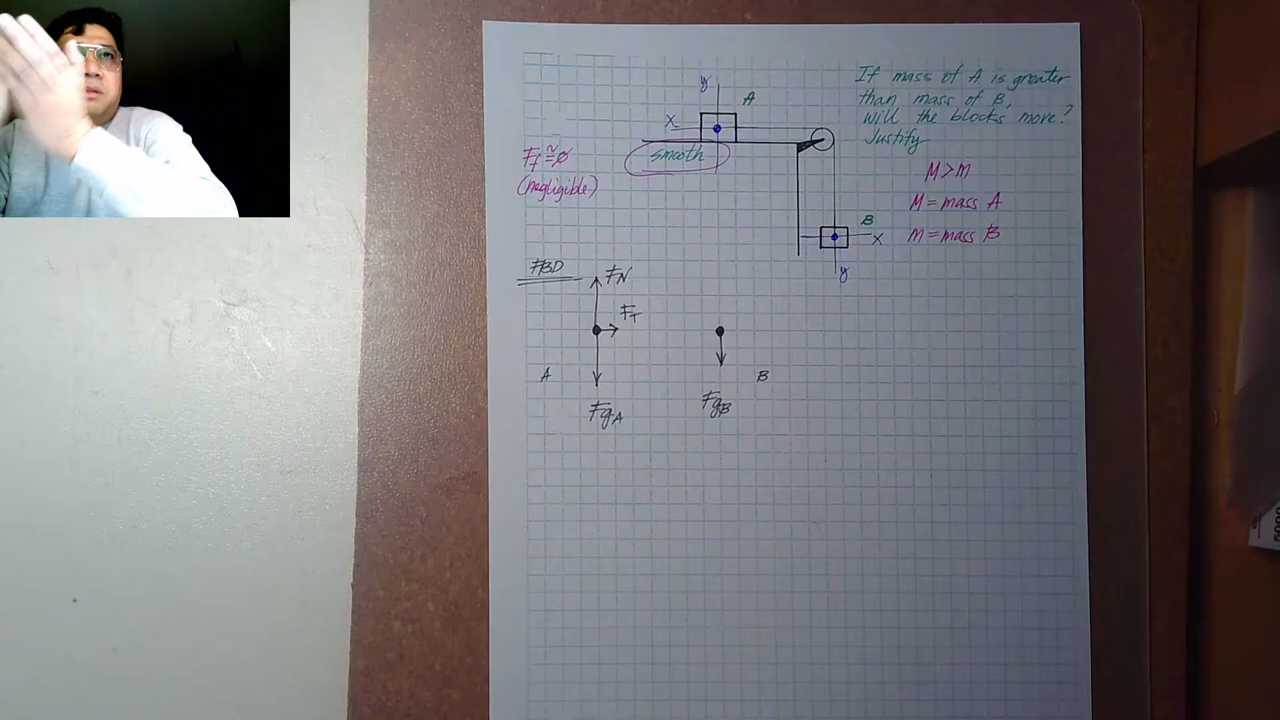 y
A
X
If mass of A is greater
than mass of B,
will the blocks move?
Justify
smooth
Ff ≅ ø
(negligible)
M > m
M = mass A
m = mass B
B
X
y
FBD
FN
FT
A
B
FgA
FgB